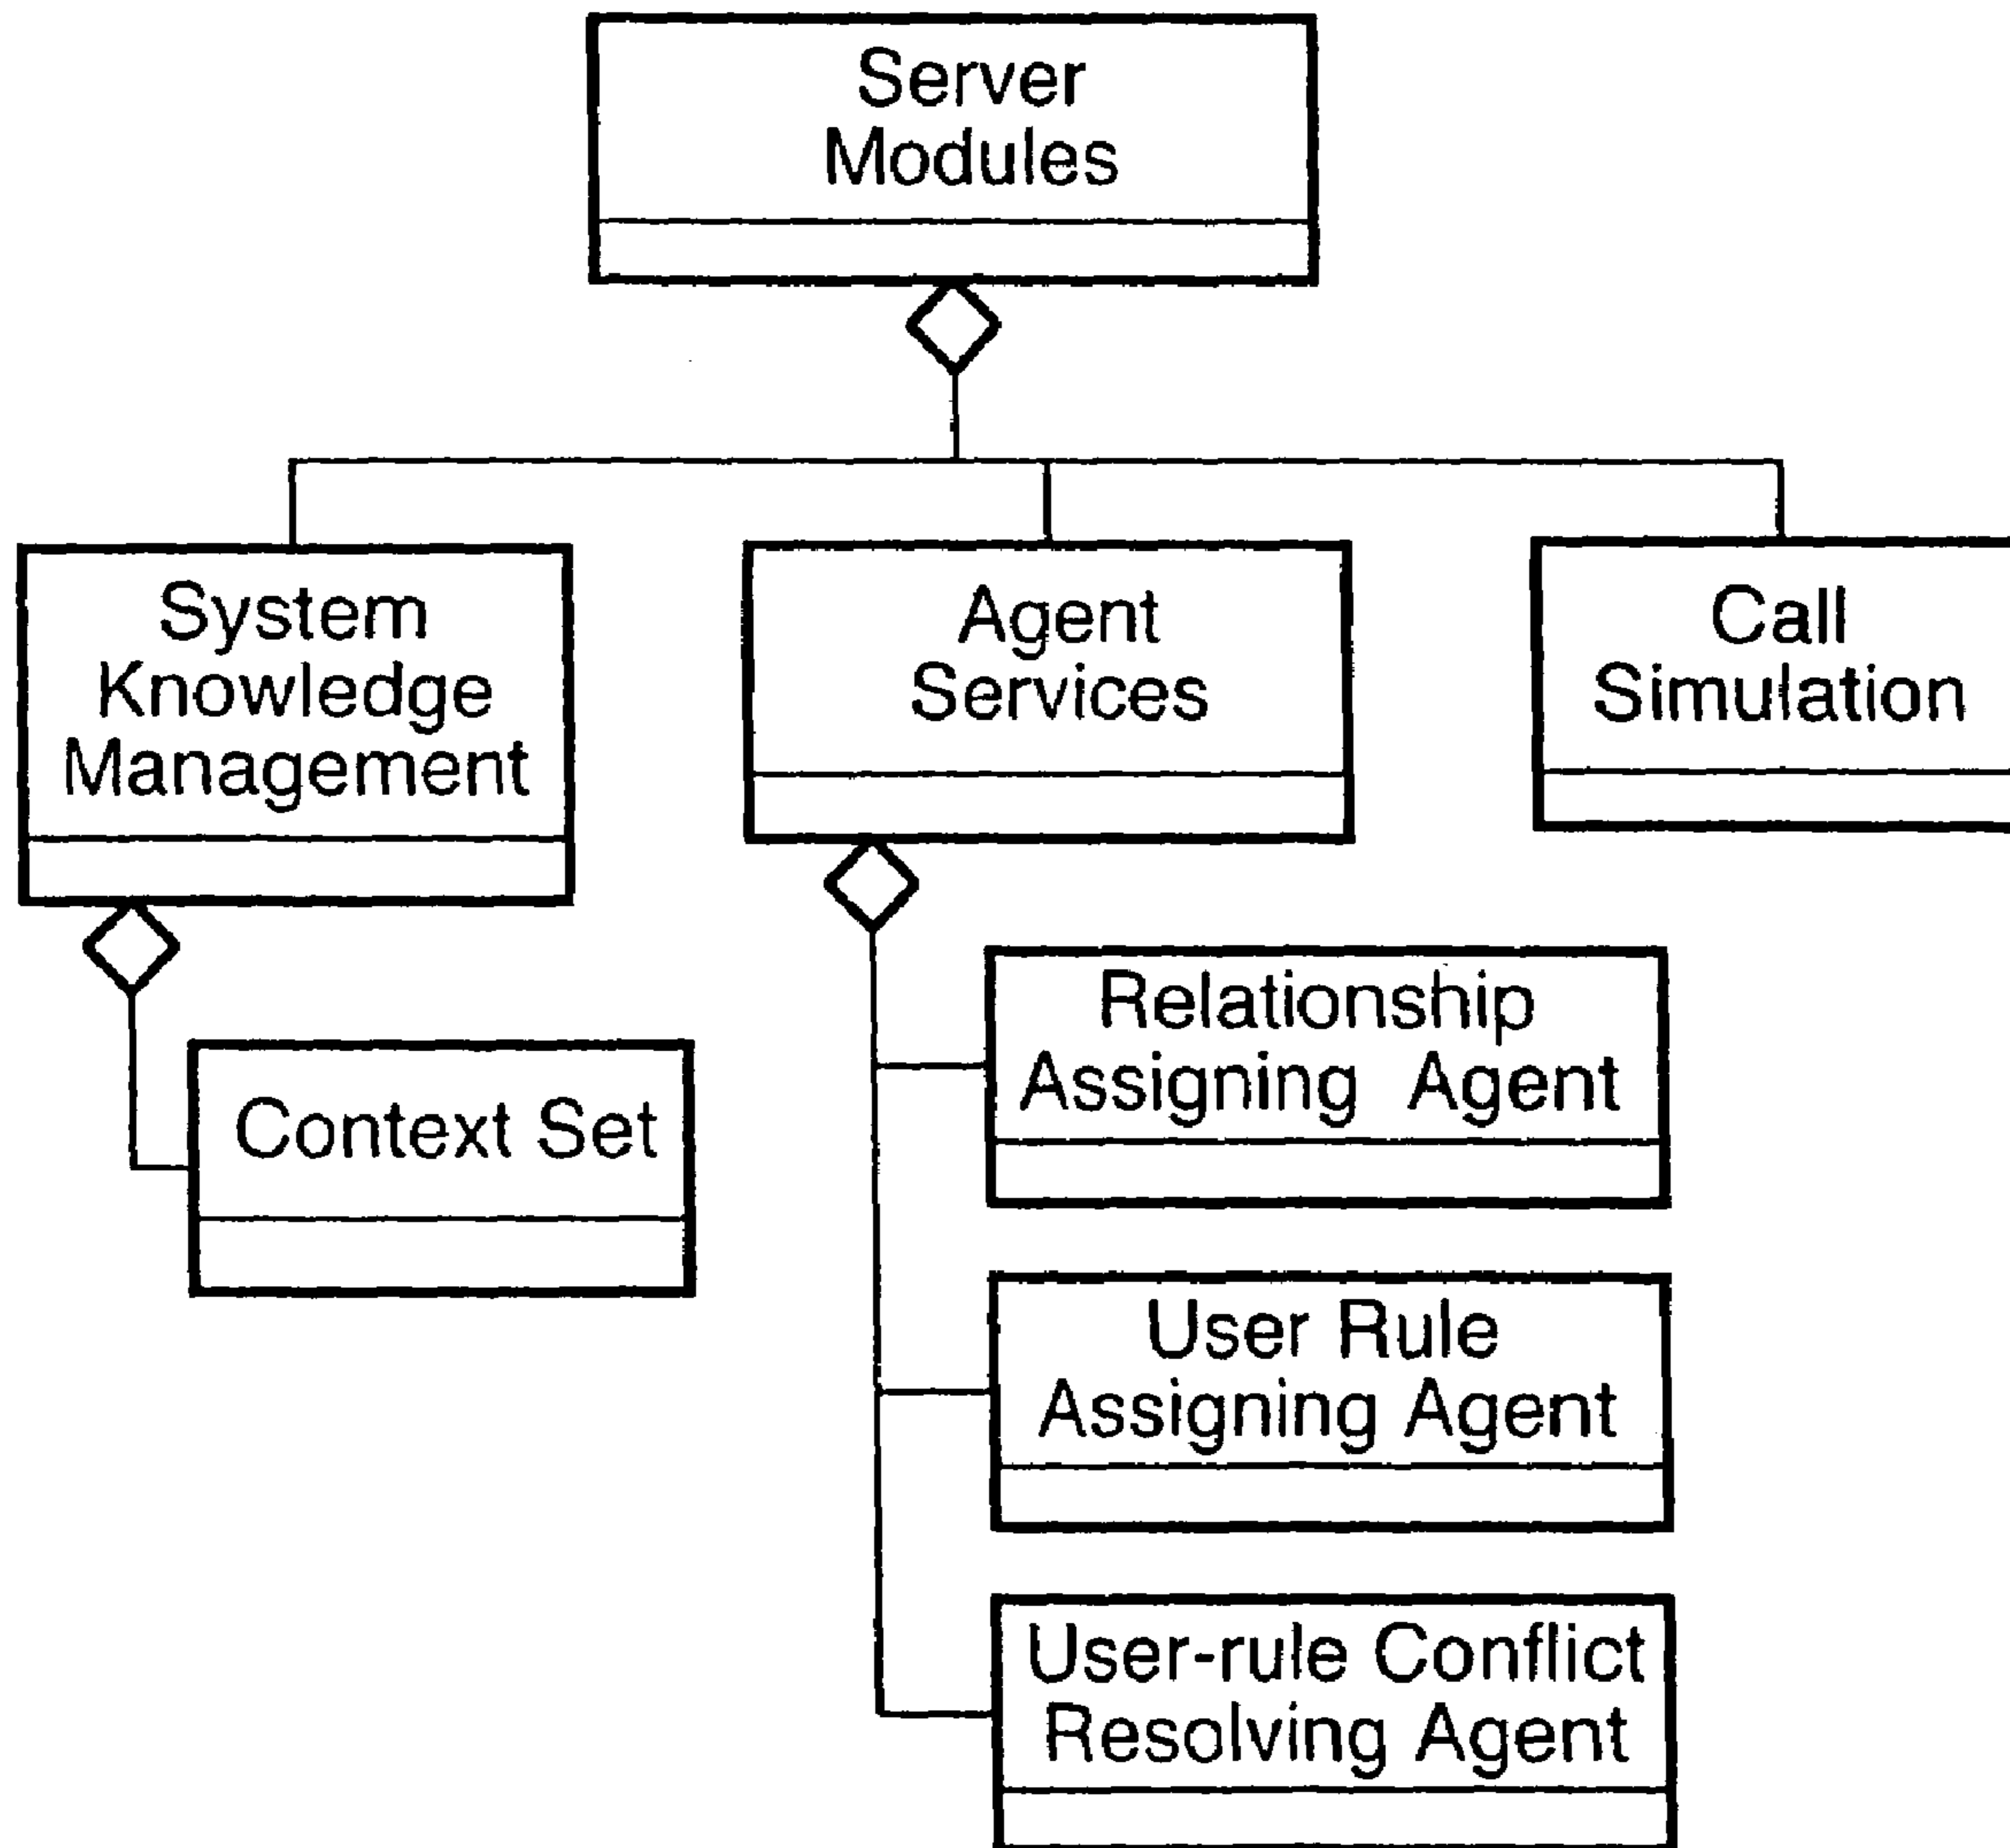 Server
Modules
System
Knowledge
Management
Agent
Services
Call
Simulation
Context Set
Relationship
Assigning Agent
User Rule
Assigning Agent
User-rule Conflict
Resolving Agent